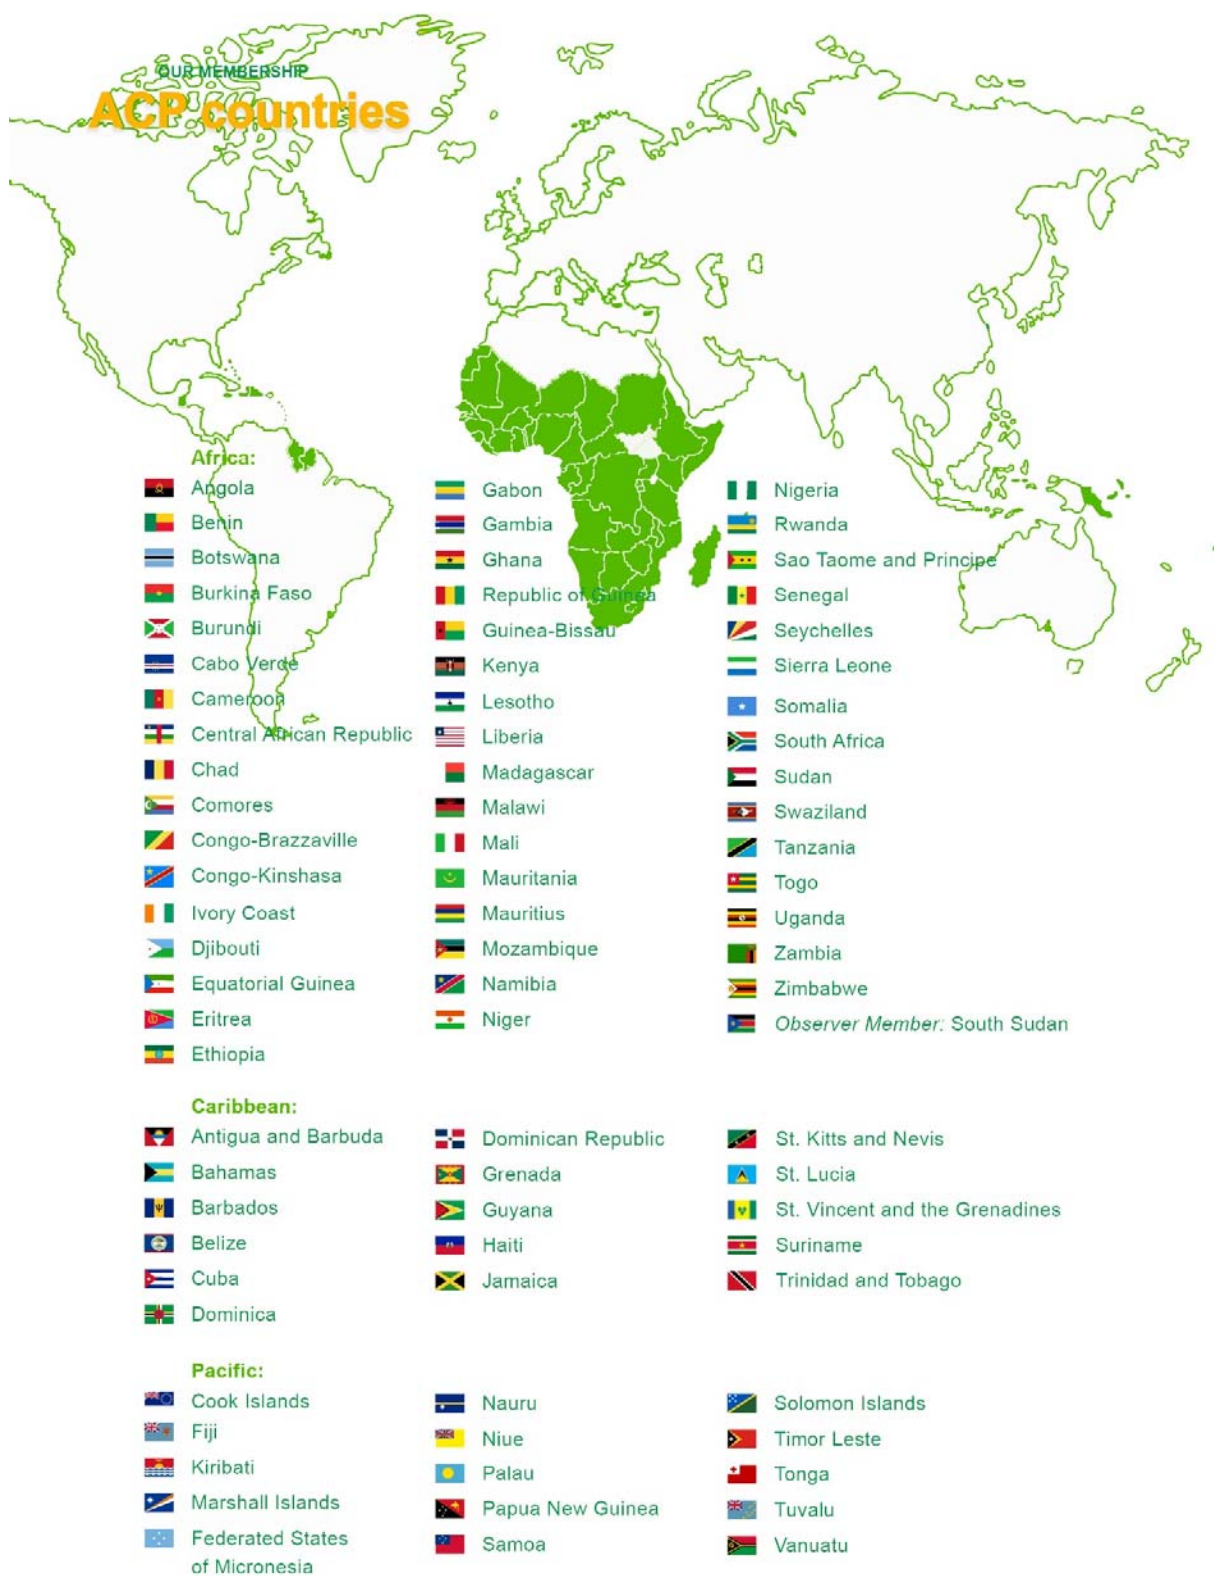 OUR MEMBERSHIP
ACP countries
Africa:
Angola
Benin
Botswana
Burkina Faso
Burundi
Cabo Verde
Cameroon
Central African Republic
Chad
Comores
Congo-Brazzaville
Congo-Kinshasa
Ivory Coast
Djibouti
Equatorial Guinea
Eritrea
Ethiopia
Gabon
Gambia
Ghana
Republic of Guinea
Guinea-Bissau
Kenya
Lesotho
Liberia
Madagascar
Malawi
Mali
Mauritania
Mauritius
Mozambique
Namibia
Niger
Nigeria
Rwanda
Sao Taome and Principe
Senegal
Seychelles
Sierra Leone
Somalia
South Africa
Sudan
Swaziland
Tanzania
Togo
Uganda
Zambia
Zimbabwe
Observer Member: South Sudan
Caribbean:
Antigua and Barbuda
Bahamas
Barbados
Belize
Cuba
Dominica
Dominican Republic
Grenada
Guyana
Haiti
Jamaica
St. Kitts and Nevis
St. Lucia
St. Vincent and the Grenadines
Suriname
Trinidad and Tobago
Pacific:
Cook Islands
Fiji
Kiribati
Marshall Islands
Federated States
of Micronesia
Nauru
Niue
Palau
Papua New Guinea
Samoa
Solomon Islands
Timor Leste
Tonga
Tuvalu
Vanuatu